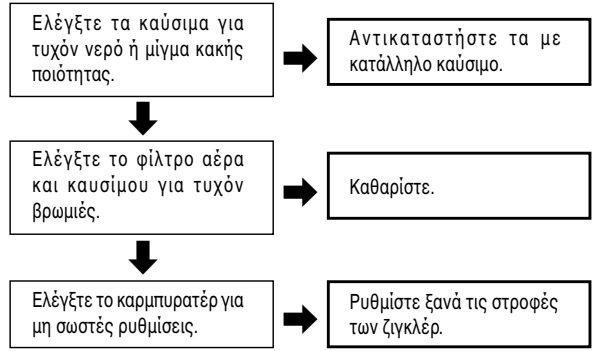 Ελέγξτε τα καύσιμα για
τυχόν νερό ή μίγμα κακής
ποιότητας.
Αντικαταστήστε τα με
κατάλληλο καύσιμο.
Ελέγξτε το φίλτρο αέρα
και καυσίμου για τυχόν
βρωμιές.
Καθαρίστε.
Ελέγξτε το καρμπυρατέρ για
μη σωστές ρυθμίσεις.
Ρυθμίστε ξανά τις στροφές
των ζιγκλέρ.